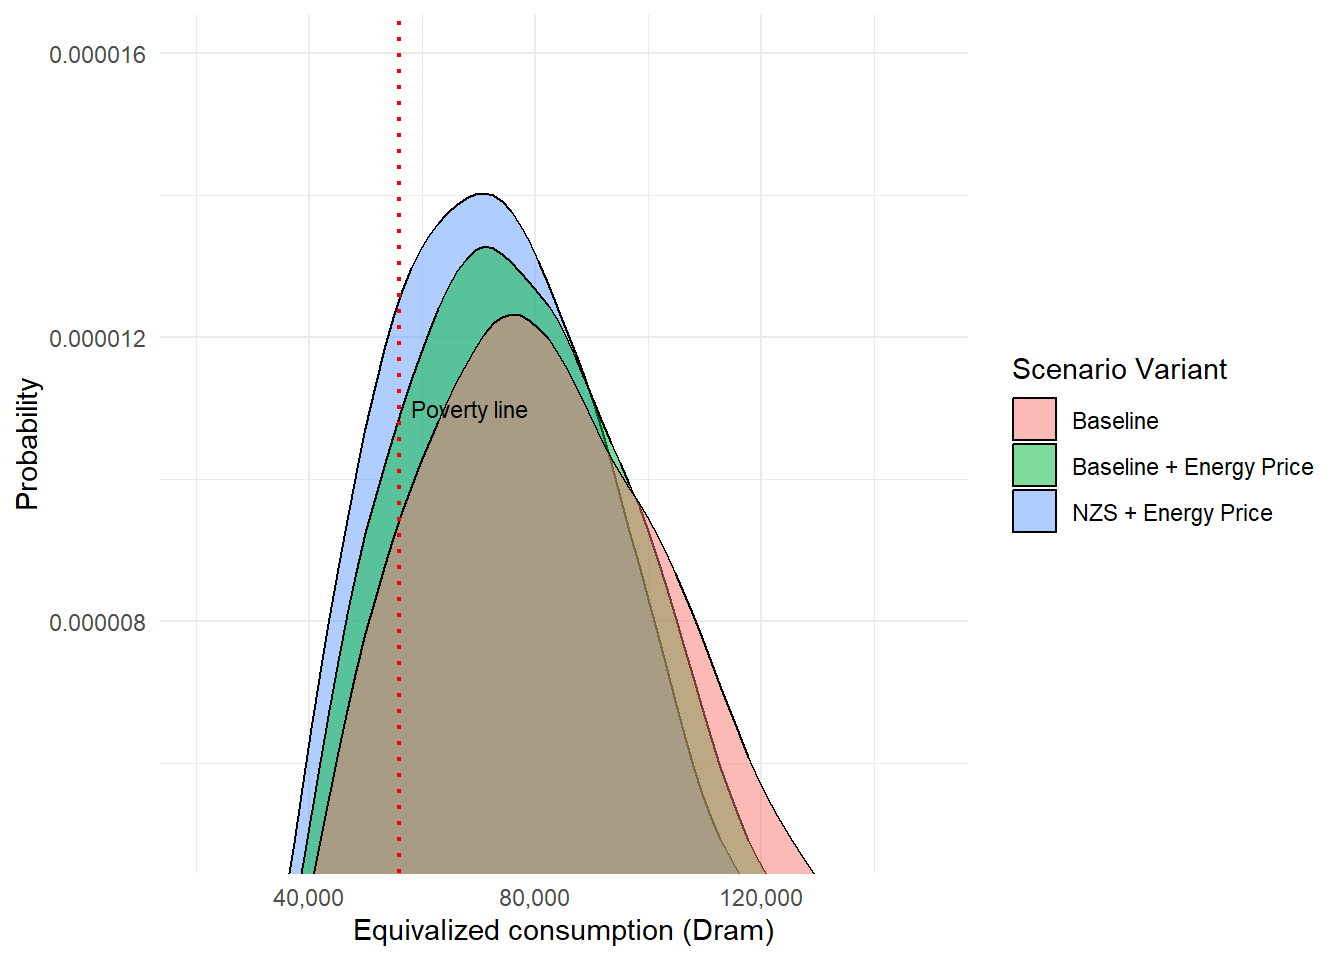 0.000016
0.000012
0.000008
Probability
Poverty line
40,000
80,000
120,000
Equivalized consumption (Dram)
Scenario Variant
Baseline
Baseline + Energy Price
NZS + Energy Price